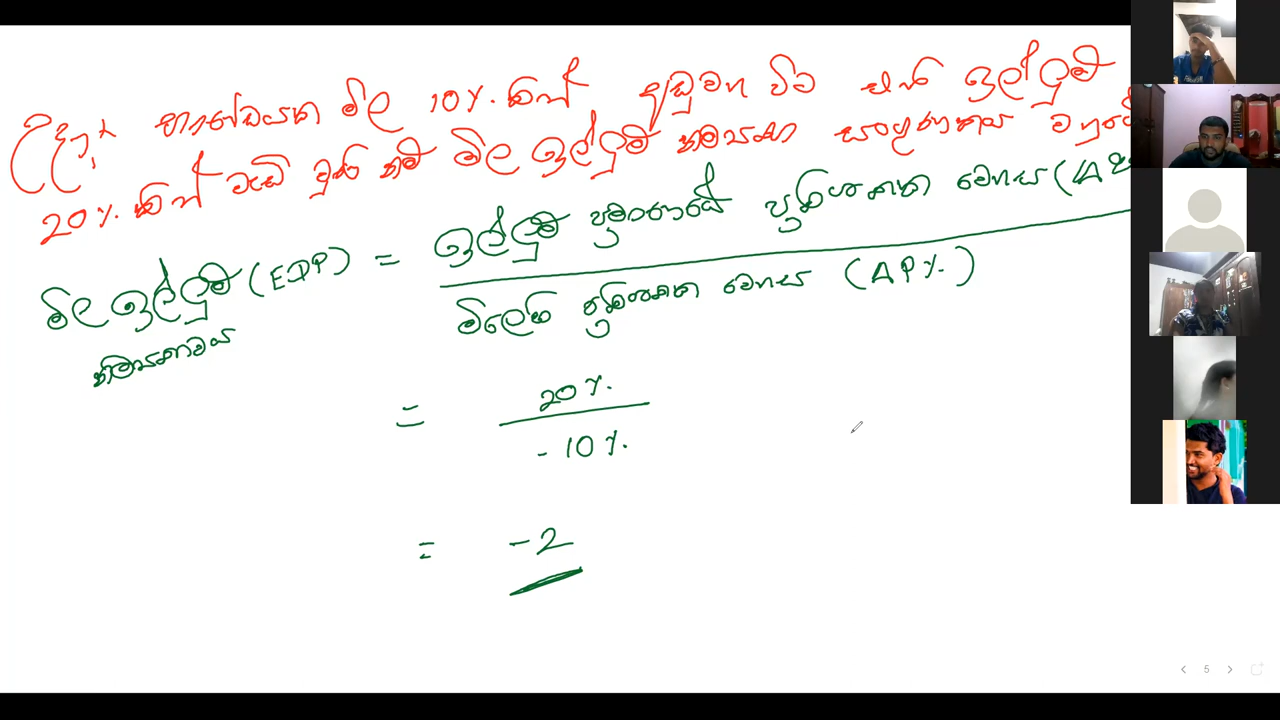 උදා:- භාණ්ඩයක මිල 10%. කින් අඩුවන විට එහි ඉල්ලුම්
20%. කින් වැඩි වුණි නම් මිල ඉල්ලුම් නම්‍යතා සංගුණකය
මිල ඉල්ලුම් (EDP) = ඉල්ලුම් ප්‍රමාණයේ ප්‍රතිශතක වෙනස
නම්‍යතාවය
මිලෙහි ප්‍රතිශතක වෙනස (ΔP%.)
= 20%.
-10%.
= -2
5